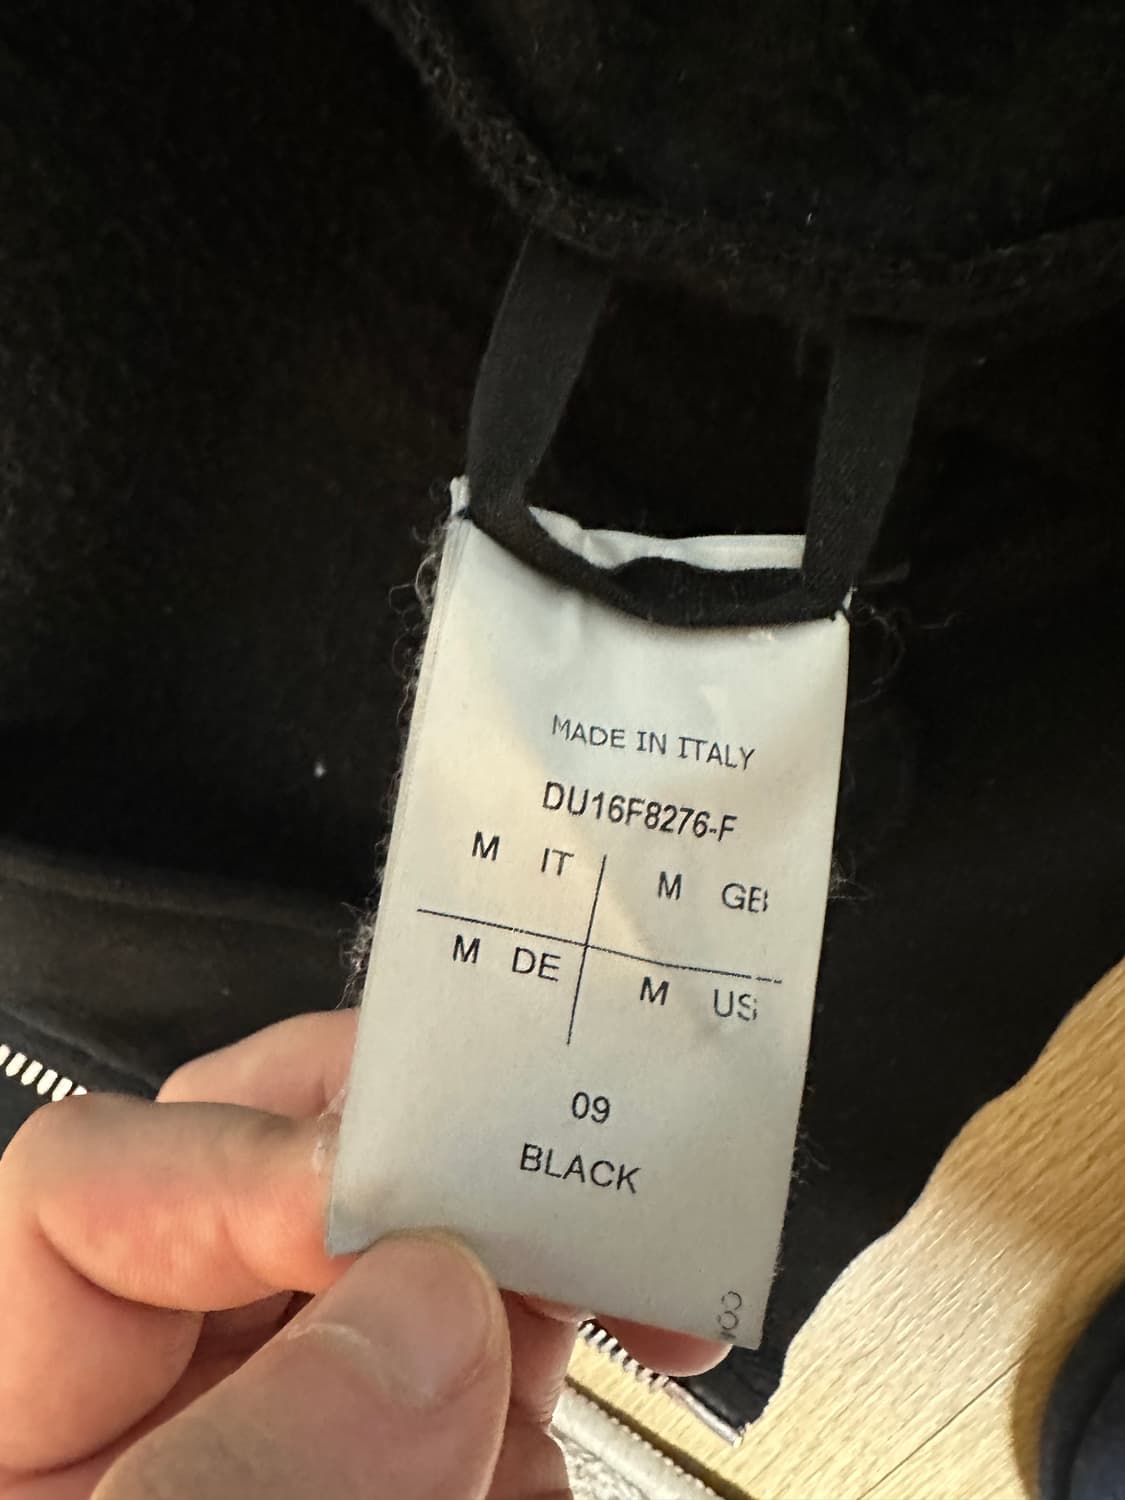 MADE IN ITALY
DU16F8276-F
M IT M GB
M DE M US
09
BLACK